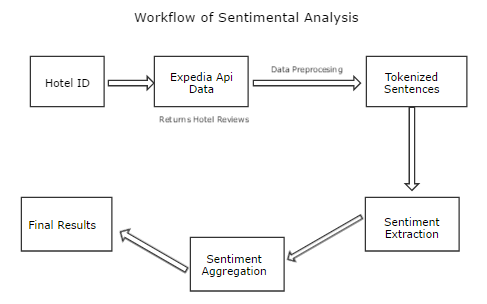 Workflow of Sentimental Analysis
Hotel ID
Expedia Api
Data
Returns Hotel Reviews
Data Preprocesing
Tokenized
Sentences
Sentiment
Extraction
Sentiment
Aggregation
Final Results